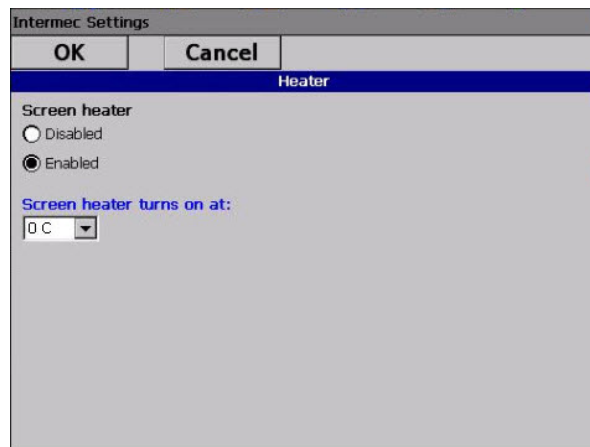 Intermec Settings
OK Cancel
Heater
Screen heater
Disabled
Enabled
Screen heater turns on at:
0 C